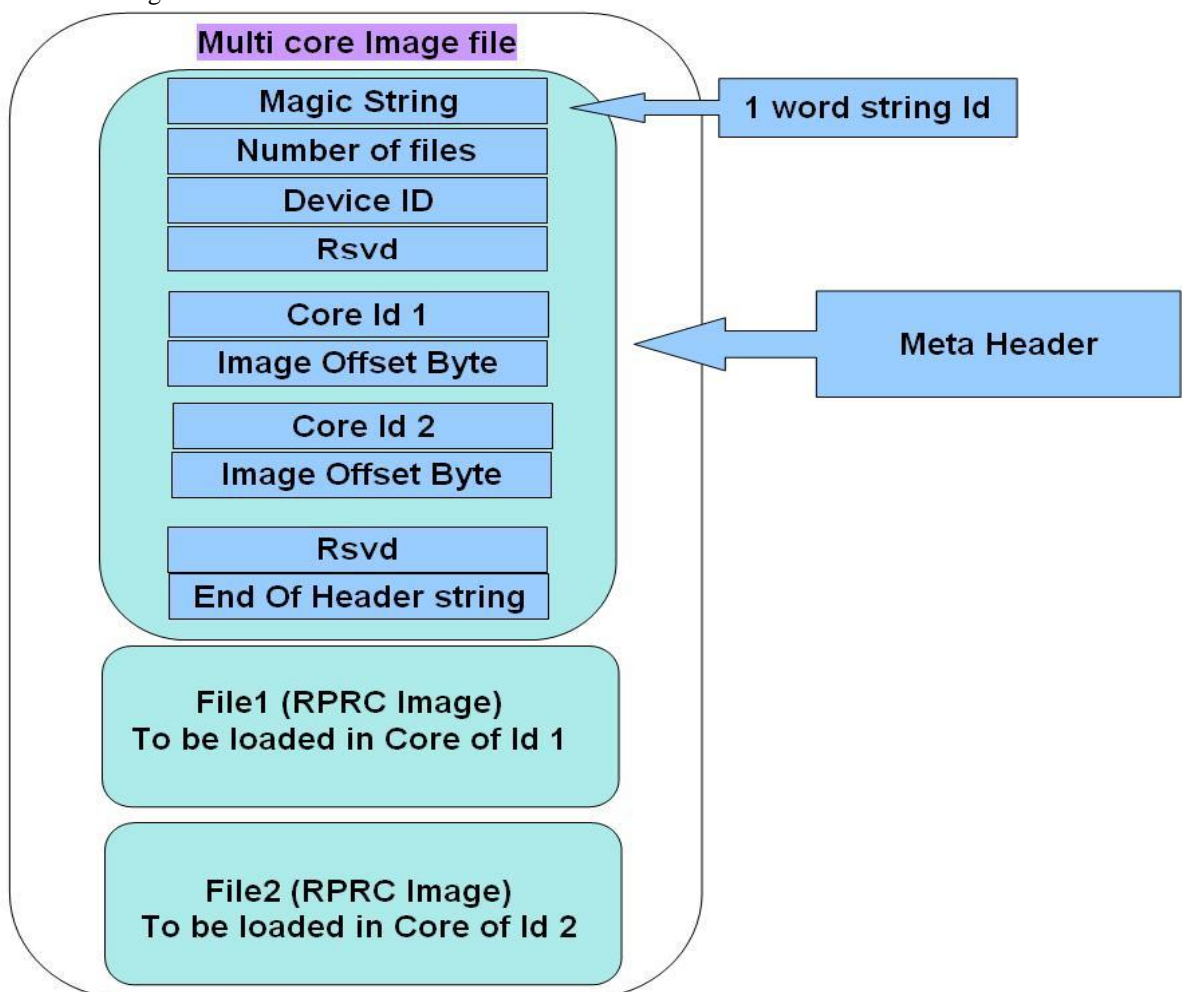 Multi core Image file
Magic String
1 word string Id
Number of files
Device ID
Rsvd
Core Id 1
Image Offset Byte
Meta Header
Core Id 2
Image Offset Byte
Rsvd
End Of Header string
File1 (RPRC Image)
To be loaded in Core of Id 1
File2 (RPRC Image)
To be loaded in Core of Id 2